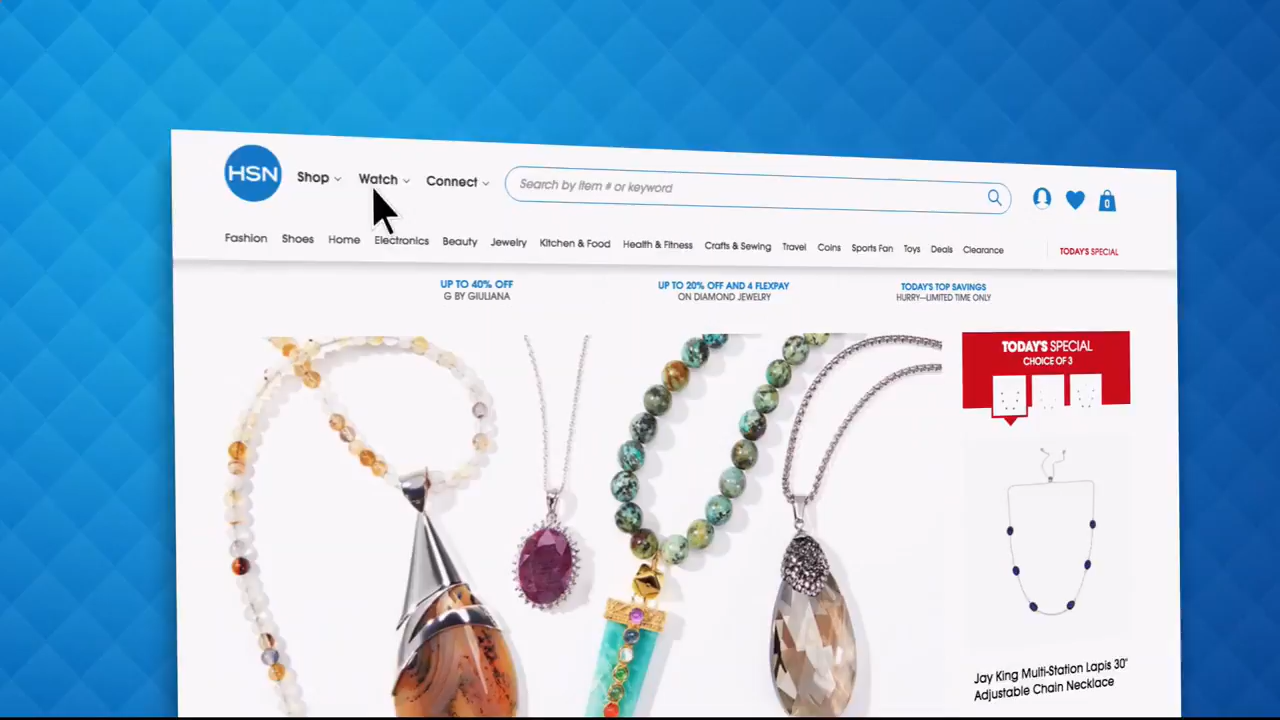 HSN
Shop Watch Connect
Search by item # or keyword
0
Fashion Shoes Home Electronics Beauty Jewelry Kitchen & Food Health & Fitness Crafts & Sewing Travel Coins Sports Fan Toys Deals Clearance TODAY'S SPECIAL
UP TO 40% OFF
G BY GIULIANA
UP TO 20% OFF AND 4 FLEXPAY
ON DIAMOND JEWELRY
TODAY'S TOP SAVINGS
HURRY—LIMITED TIME ONLY
TODAY'S SPECIAL
CHOICE OF 3
Jay King Multi-Station Lapis 30"
Adjustable Chain Necklace